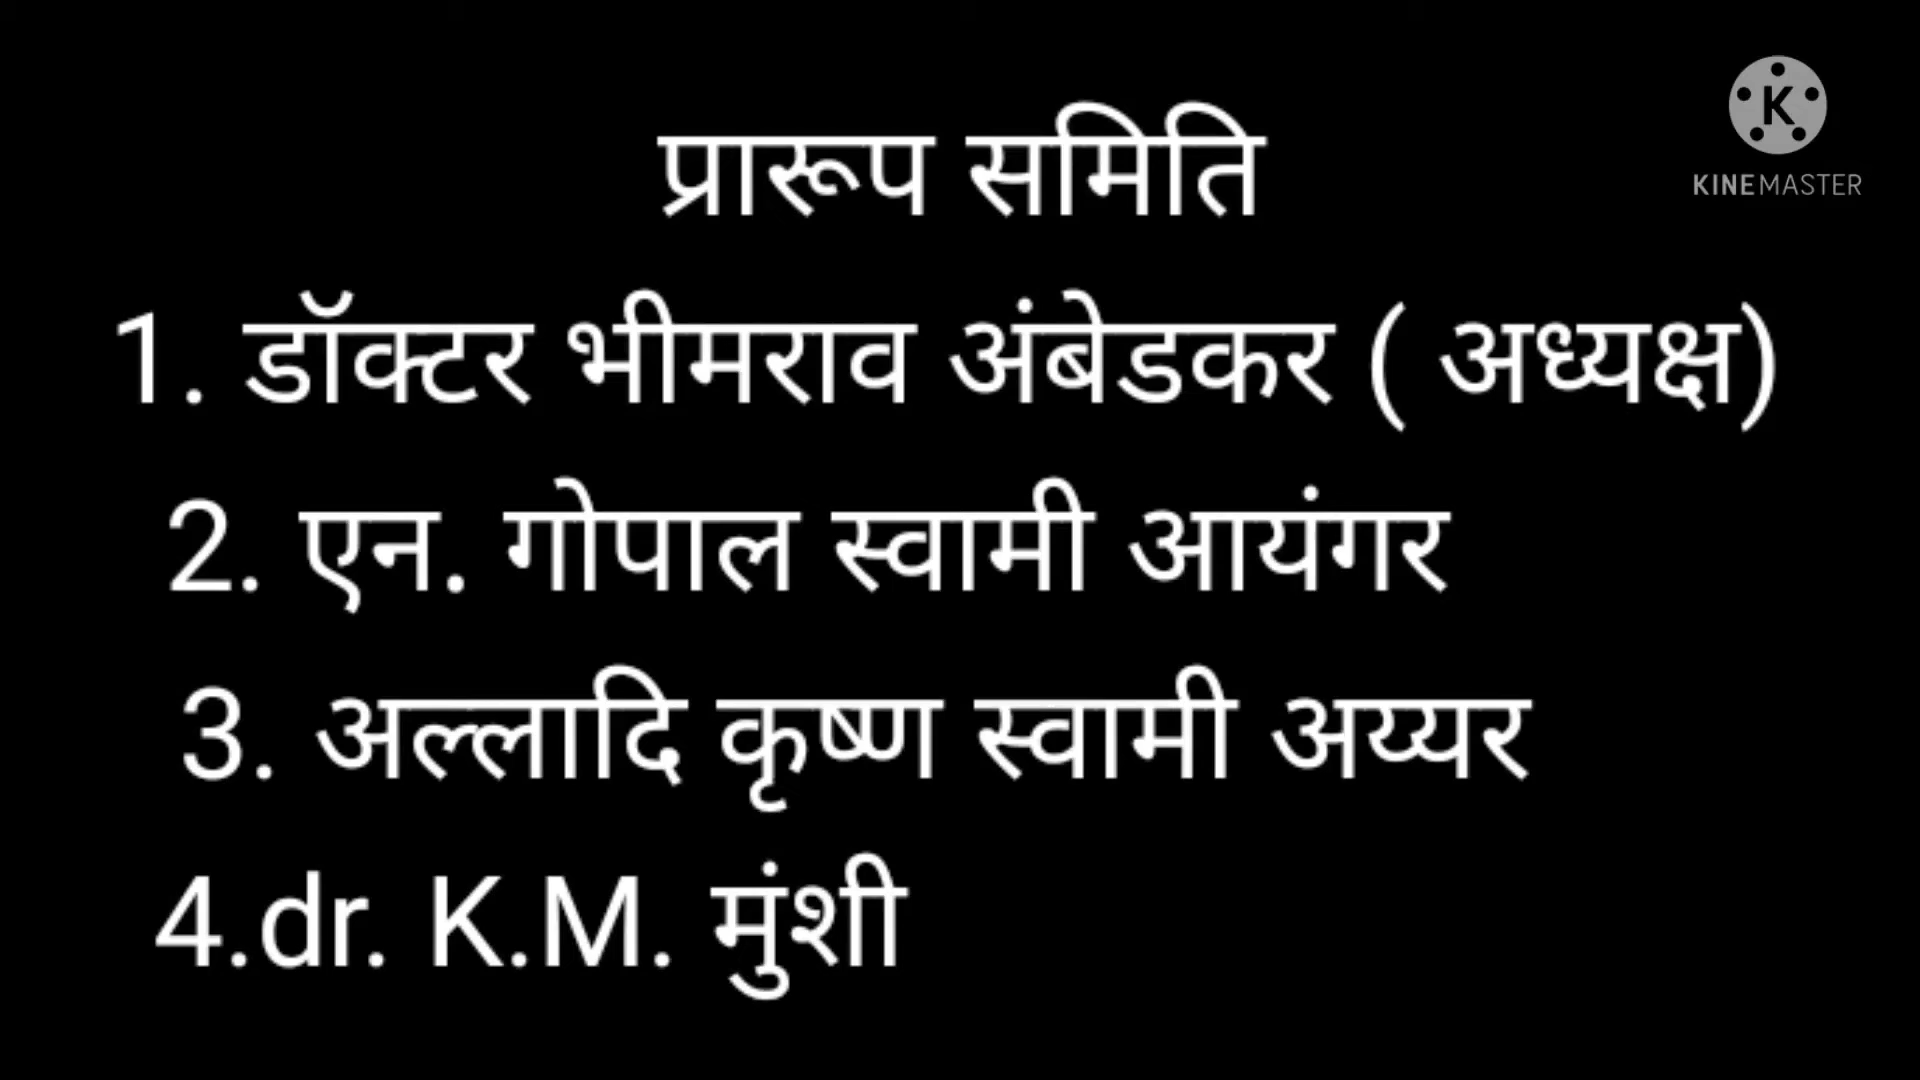 प्रारूप समिति
K
KINEMASTER
1. डॉक्टर भीमराव अंबेडकर ( अध्यक्ष)
2. एन. गोपाल स्वामी आयंगर
3. अल्लादि कृष्ण स्वामी अय्यर
4.dr. K.M. मुंशी